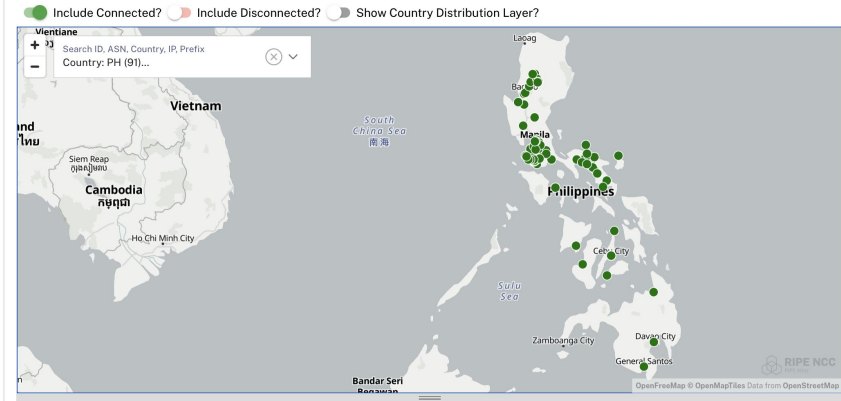 Include Connected? Include Disconnected? Show Country Distribution Layer?
Vientiane
+
−
Search ID, ASN, Country, IP, Prefix
Country: PH (91)...
Laoag
Vietnam
South
China Sea
南海
Manila
and
ไทย
Siem Reap
Cambodia
កម្ពុជា
Philippines
Ho Chi Minh City
Cebu City
Sulu
Sea
Zamboanga City
Davao City
General Santos
RIPE NCC
Bandar Seri
Begawan
OpenFreeMap © OpenMapTiles Data from OpenStreetMap